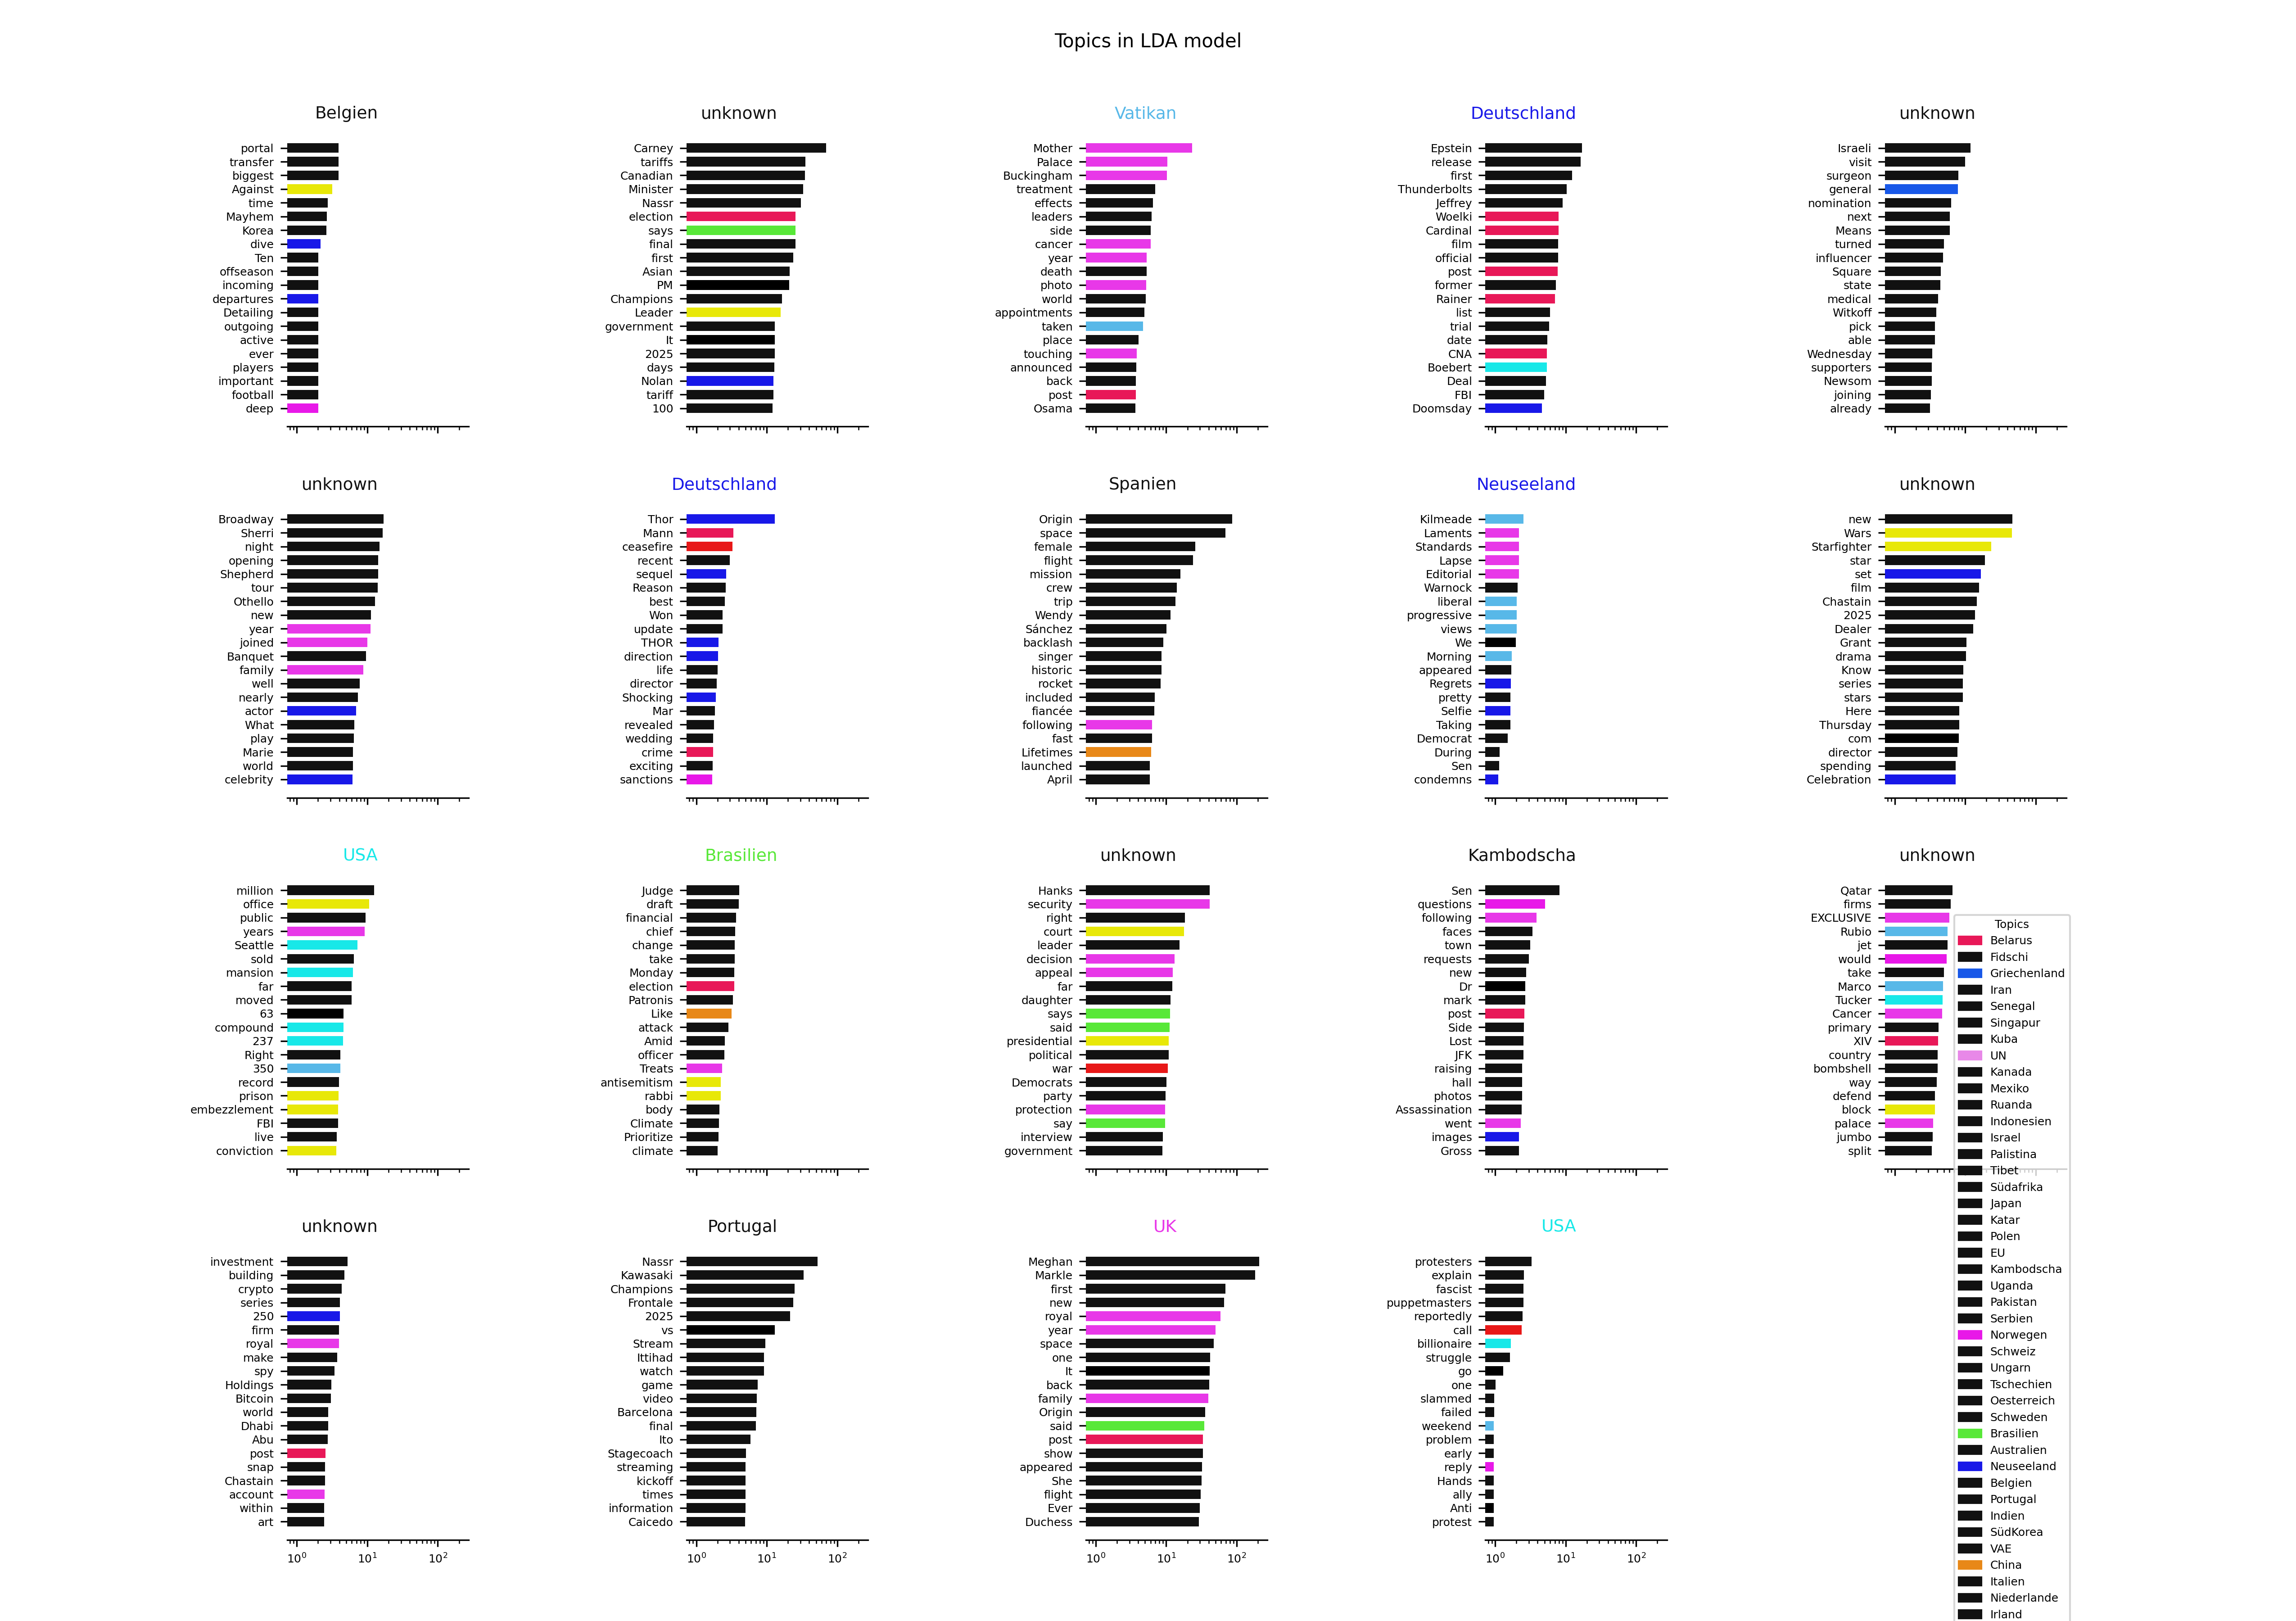 Topics in LDA model
Belgien
portal
transfer
biggest
Against
time
Mayhem
Korea
dive
Ten
offseason
incoming
departures
Detailing
outgoing
active
ever
players
important
football
deep
unknown
Carney
tariffs
Canadian
Minister
Nassr
election
says
final
first
Asian
PM
Champions
Leader
government
It
2025
days
Nolan
tariff
100
Vatikan
Mother
Palace
Buckingham
treatment
effects
leaders
side
cancer
year
death
photo
world
appointments
taken
place
touching
announced
back
post
Osama
Deutschland
Epstein
release
first
Thunderbolts
Jeffrey
Woelki
Cardinal
film
official
post
former
Rainer
list
trial
date
CNA
Boebert
Deal
FBI
Doomsday
unknown
Israeli
visit
surgeon
general
nomination
next
Means
turned
influencer
Square
state
medical
Witkoff
pick
able
Wednesday
supporters
Newsom
joining
already
unknown
Broadway
Sherri
night
opening
Shepherd
tour
Othello
new
year
joined
Banquet
family
well
nearly
actor
What
play
Marie
world
celebrity
Deutschland
Thor
Mann
ceasefire
recent
sequel
Reason
best
Won
update
THOR
direction
life
director
Shocking
Mar
revealed
wedding
crime
exciting
sanctions
Spanien
Origin
space
female
flight
mission
crew
trip
Wendy
Sánchez
backlash
singer
historic
rocket
included
fiancée
following
fast
Lifetimes
launched
April
Neuseeland
Kilmeade
Laments
Standards
Lapse
Editorial
Warnock
liberal
progressive
views
We
Morning
appeared
Regrets
pretty
Selfie
Taking
Democrat
During
Sen
condemns
unknown
new
Wars
Starfighter
star
set
film
Chastain
2025
Dealer
Grant
drama
Know
series
stars
Here
Thursday
com
director
spending
Celebration
USA
million
office
public
years
Seattle
sold
mansion
far
moved
63
compound
237
Right
350
record
prison
embezzlement
FBI
live
conviction
Brasilien
Judge
draft
financial
chief
change
take
Monday
election
Patronis
Like
attack
Amid
officer
Treats
antisemitism
rabbi
body
Climate
Prioritize
climate
unknown
Hanks
security
right
court
leader
decision
appeal
far
daughter
says
said
presidential
political
war
Democrats
party
protection
say
interview
government
Kambodscha
Sen
questions
following
faces
town
requests
new
Dr
mark
post
Side
Lost
JFK
raising
hall
photos
Assassination
went
images
Gross
unknown
Qatar
firms
EXCLUSIVE
Rubio
jet
would
take
Marco
Tucker
Cancer
primary
XIV
country
bombshell
way
defend
block
palace
jumbo
split
unknown
investment
building
crypto
series
250
firm
royal
make
spy
Holdings
Bitcoin
world
Dhabi
Abu
post
snap
Chastain
account
within
art
10⁰ 10¹ 10²
Portugal
Nassr
Kawasaki
Champions
Frontale
2025
vs
Stream
Ittihad
watch
game
video
Barcelona
final
Ito
Stagecoach
streaming
kickoff
times
information
Caicedo
10⁰ 10¹ 10²
UK
Meghan
Markle
first
new
royal
year
space
one
It
back
family
Origin
said
post
show
appeared
She
flight
Ever
Duchess
10⁰ 10¹ 10²
USA
protesters
explain
fascist
puppetmasters
reportedly
call
billionaire
struggle
go
one
slammed
failed
weekend
problem
early
reply
Hands
ally
Anti
protest
10⁰ 10¹ 10²
Topics
Belarus
Fidschi
Griechenland
Iran
Senegal
Singapur
Kuba
UN
Kanada
Mexiko
Ruanda
Indonesien
Israel
Palistina
Tibet
Südafrika
Japan
Katar
Polen
EU
Kambodscha
Uganda
Pakistan
Serbien
Norwegen
Schweiz
Ungarn
Tschechien
Oesterreich
Schweden
Brasilien
Australien
Neuseeland
Belgien
Portugal
Indien
SüdKorea
VAE
China
Italien
Niederlande
Irland